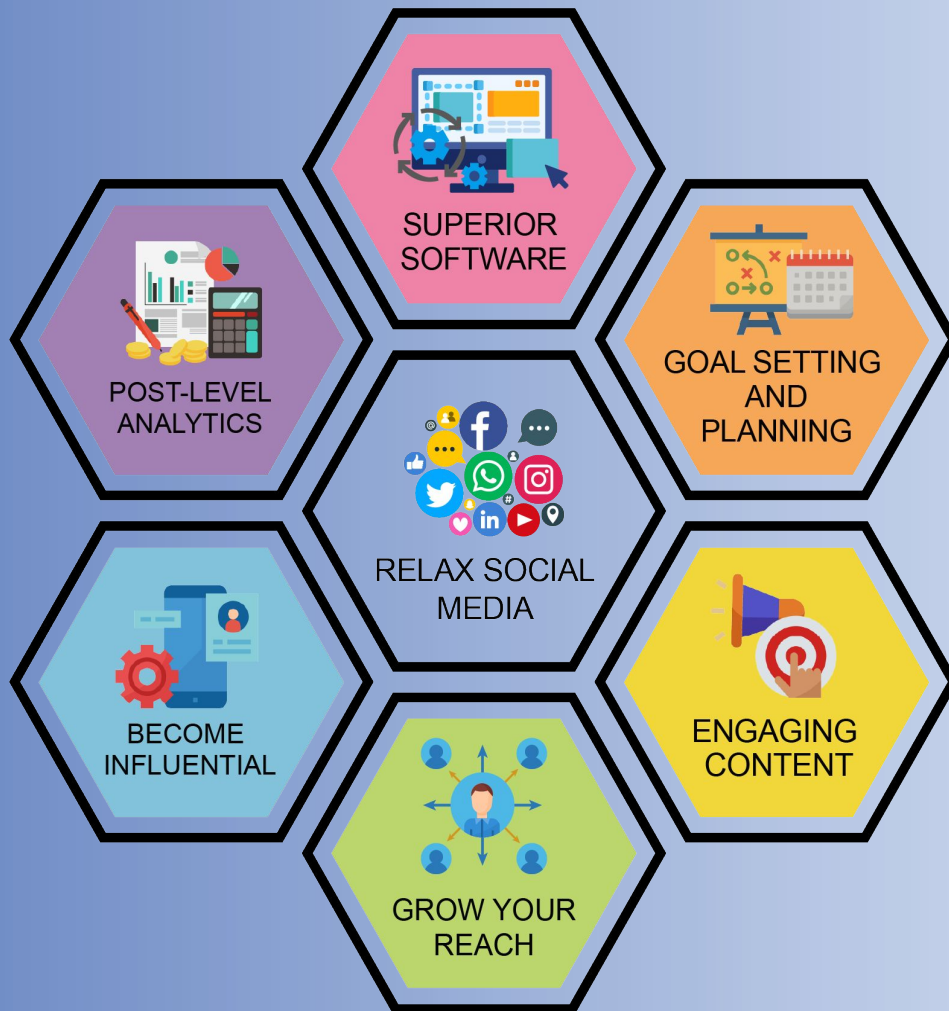 SUPERIOR
SOFTWARE
POST-LEVEL
ANALYTICS
GOAL SETTING
AND
PLANNING
RELAX SOCIAL
MEDIA
BECOME
INFLUENTIAL
ENGAGING
CONTENT
GROW YOUR
REACH